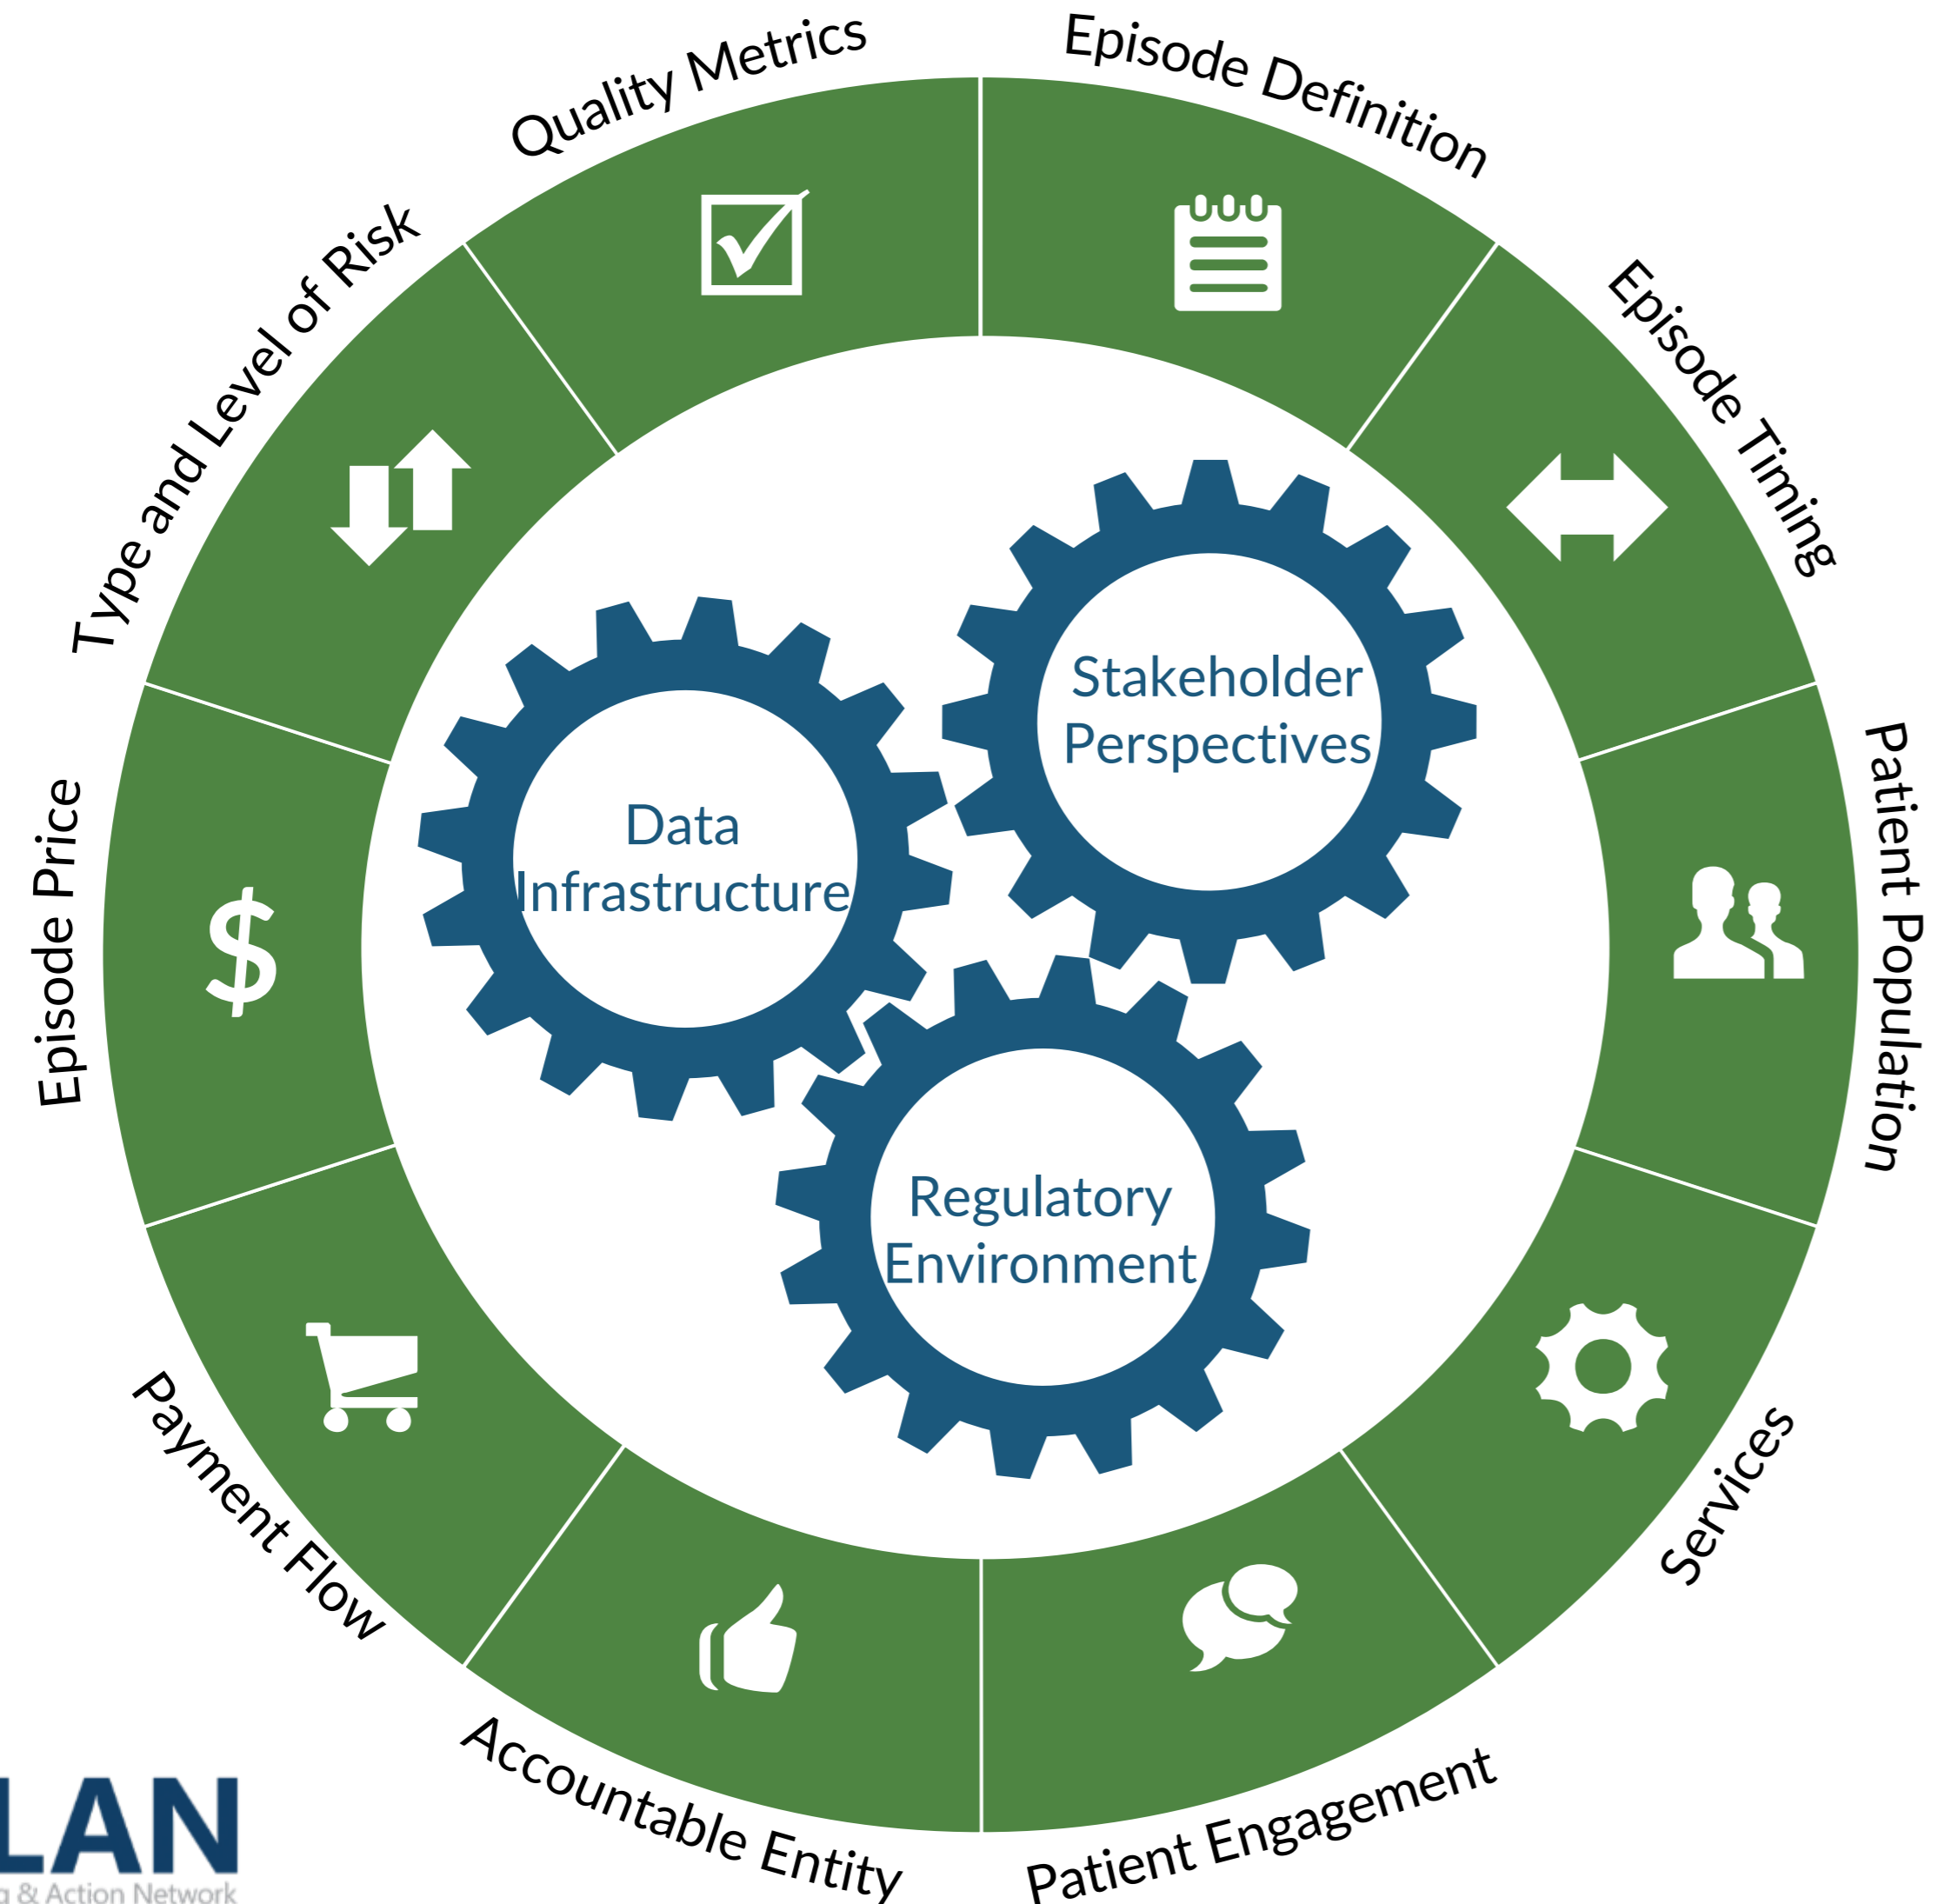 Quality Metrics
Episode Definition
Episode Timing
Patient Population
Services
Patient Engagement
Accountable Entity
Payment Flow
Episode Price
Type and Level of Risk
Stakeholder
Perspectives
Data
Infrastructure
Regulatory
Environment
LAN
& Action Network